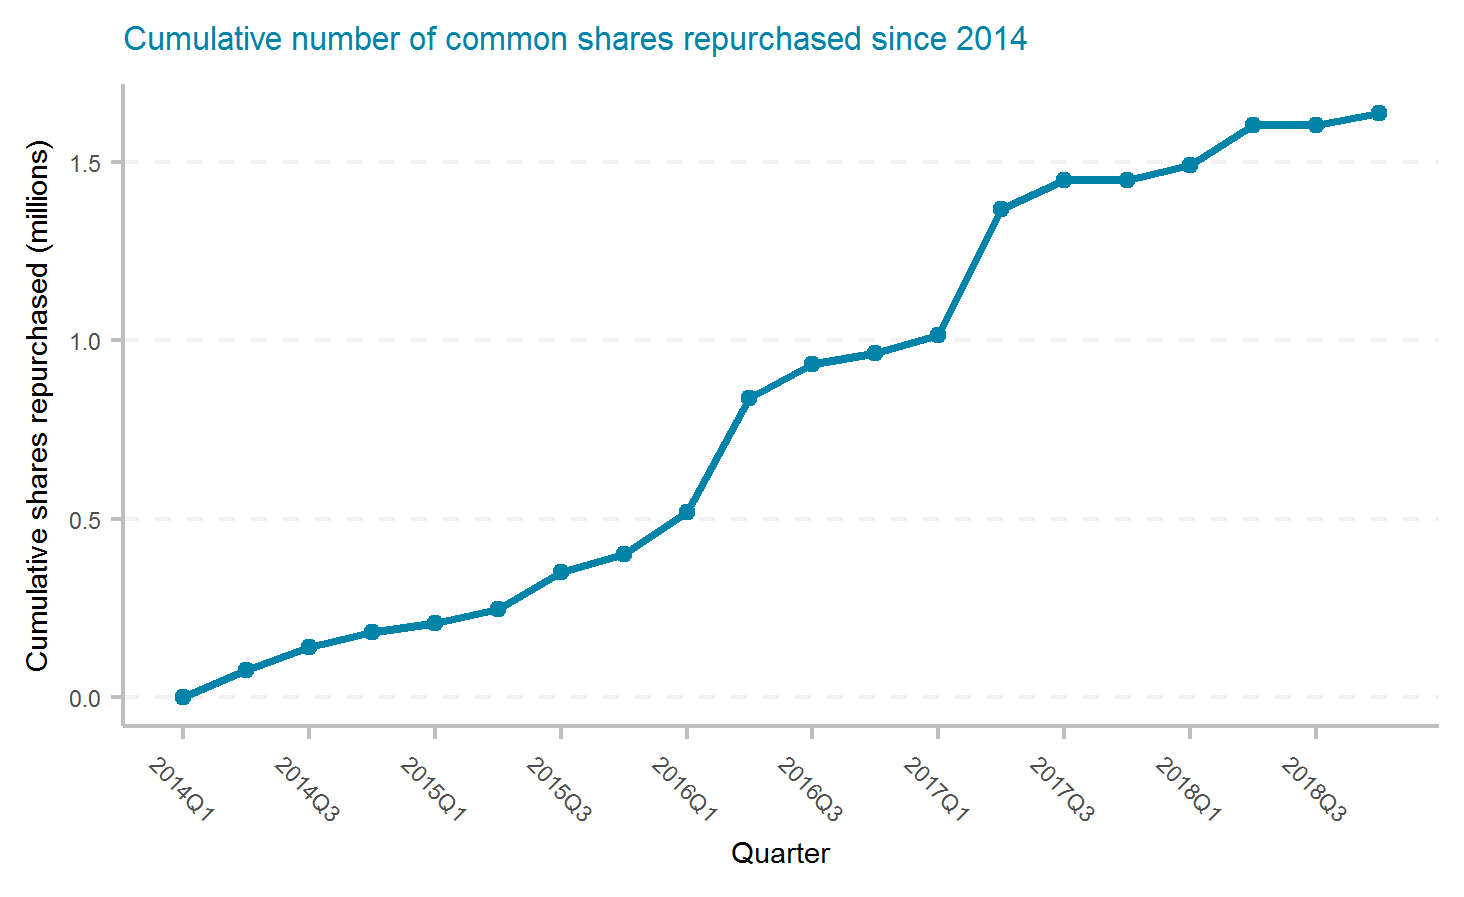 Cumulative number of common shares repurchased since 2014
Cumulative shares repurchased (millions)
1.5
1.0
0.5
0.0
2014Q1
2014Q3
2015Q1
2015Q3
2016Q1
2016Q3
2017Q1
2017Q3
2018Q1
2018Q3
Quarter